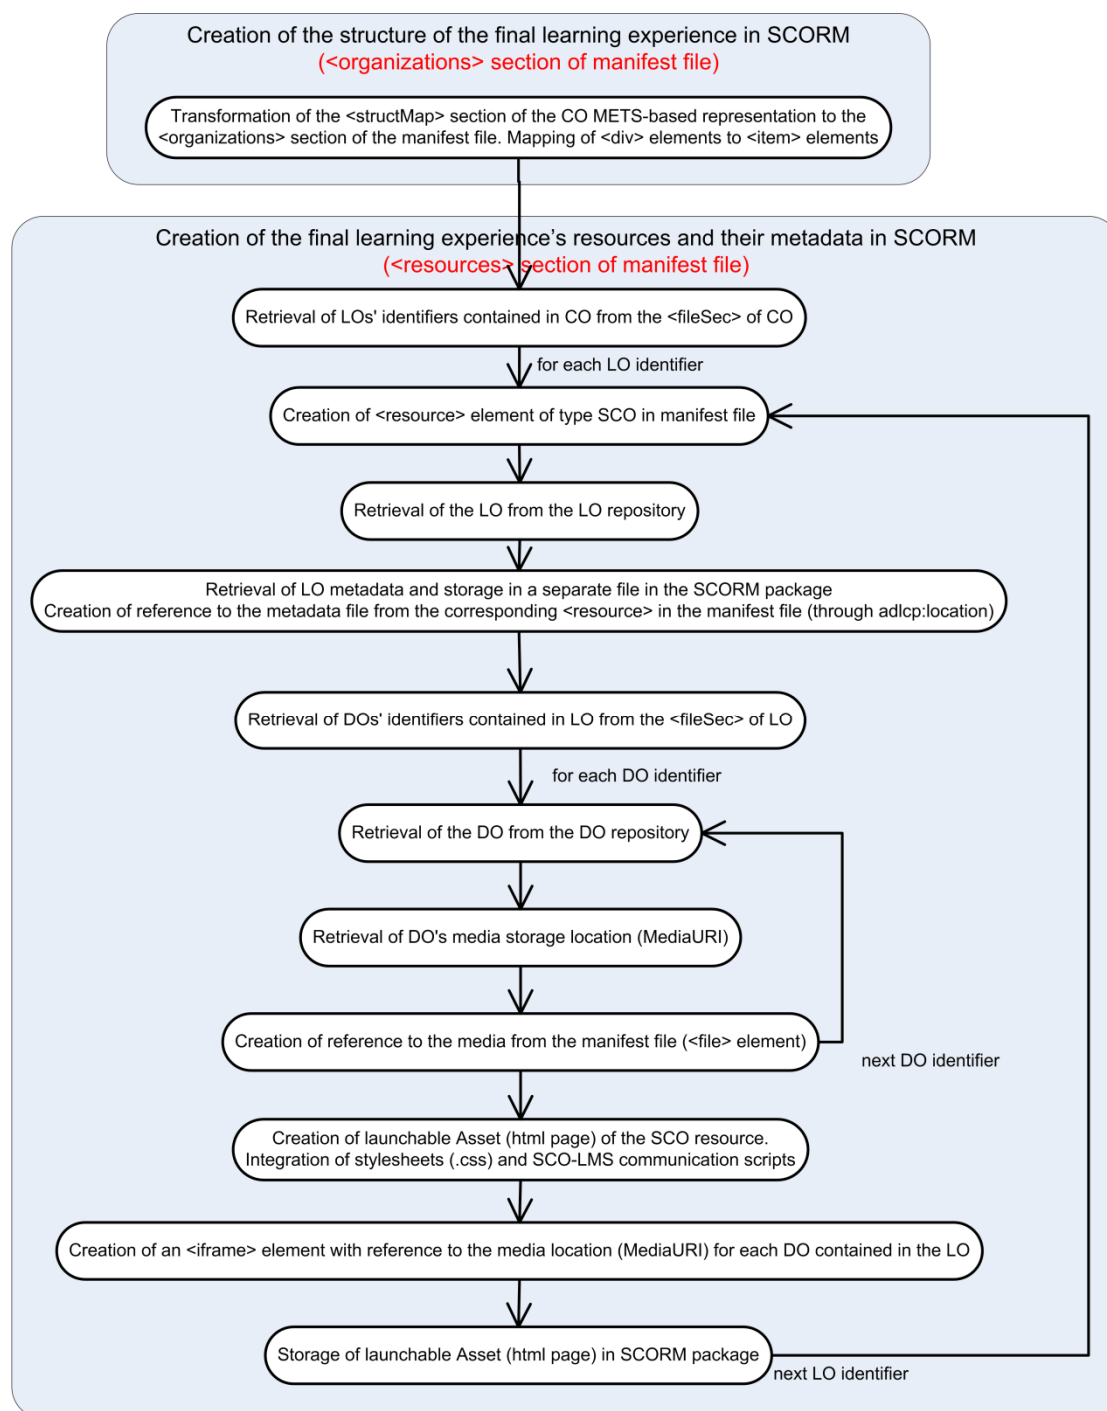 Creation of the structure of the final learning experience in SCORM
(<organizations> section of manifest file)
Transformation of the <structMap> section of the CO METS-based representation to the
<organizations> section of the manifest file. Mapping of <div> elements to <item> elements
Creation of the final learning experience's resources and their metadata in SCORM
(<resources> section of manifest file)
Retrieval of LOs' identifiers contained in CO from the <fileSec> of CO
for each LO identifier
Creation of <resource> element of type SCO in manifest file
Retrieval of the LO from the LO repository
Retrieval of LO metadata and storage in a separate file in the SCORM package
Creation of reference to the metadata file from the corresponding <resource> in the manifest file (through adlcp:location)
Retrieval of DOs' identifiers contained in LO from the <fileSec> of LO
for each DO identifier
Retrieval of the DO from the DO repository
Retrieval of DO's media storage location (MediaURI)
Creation of reference to the media from the manifest file (<file> element)
next DO identifier
Creation of launchable Asset (html page) of the SCO resource.
Integration of stylesheets (.css) and SCO-LMS communication scripts
Creation of an <iframe> element with reference to the media location (MediaURI) for each DO contained in the LO
Storage of launchable Asset (html page) in SCORM package
next LO identifier